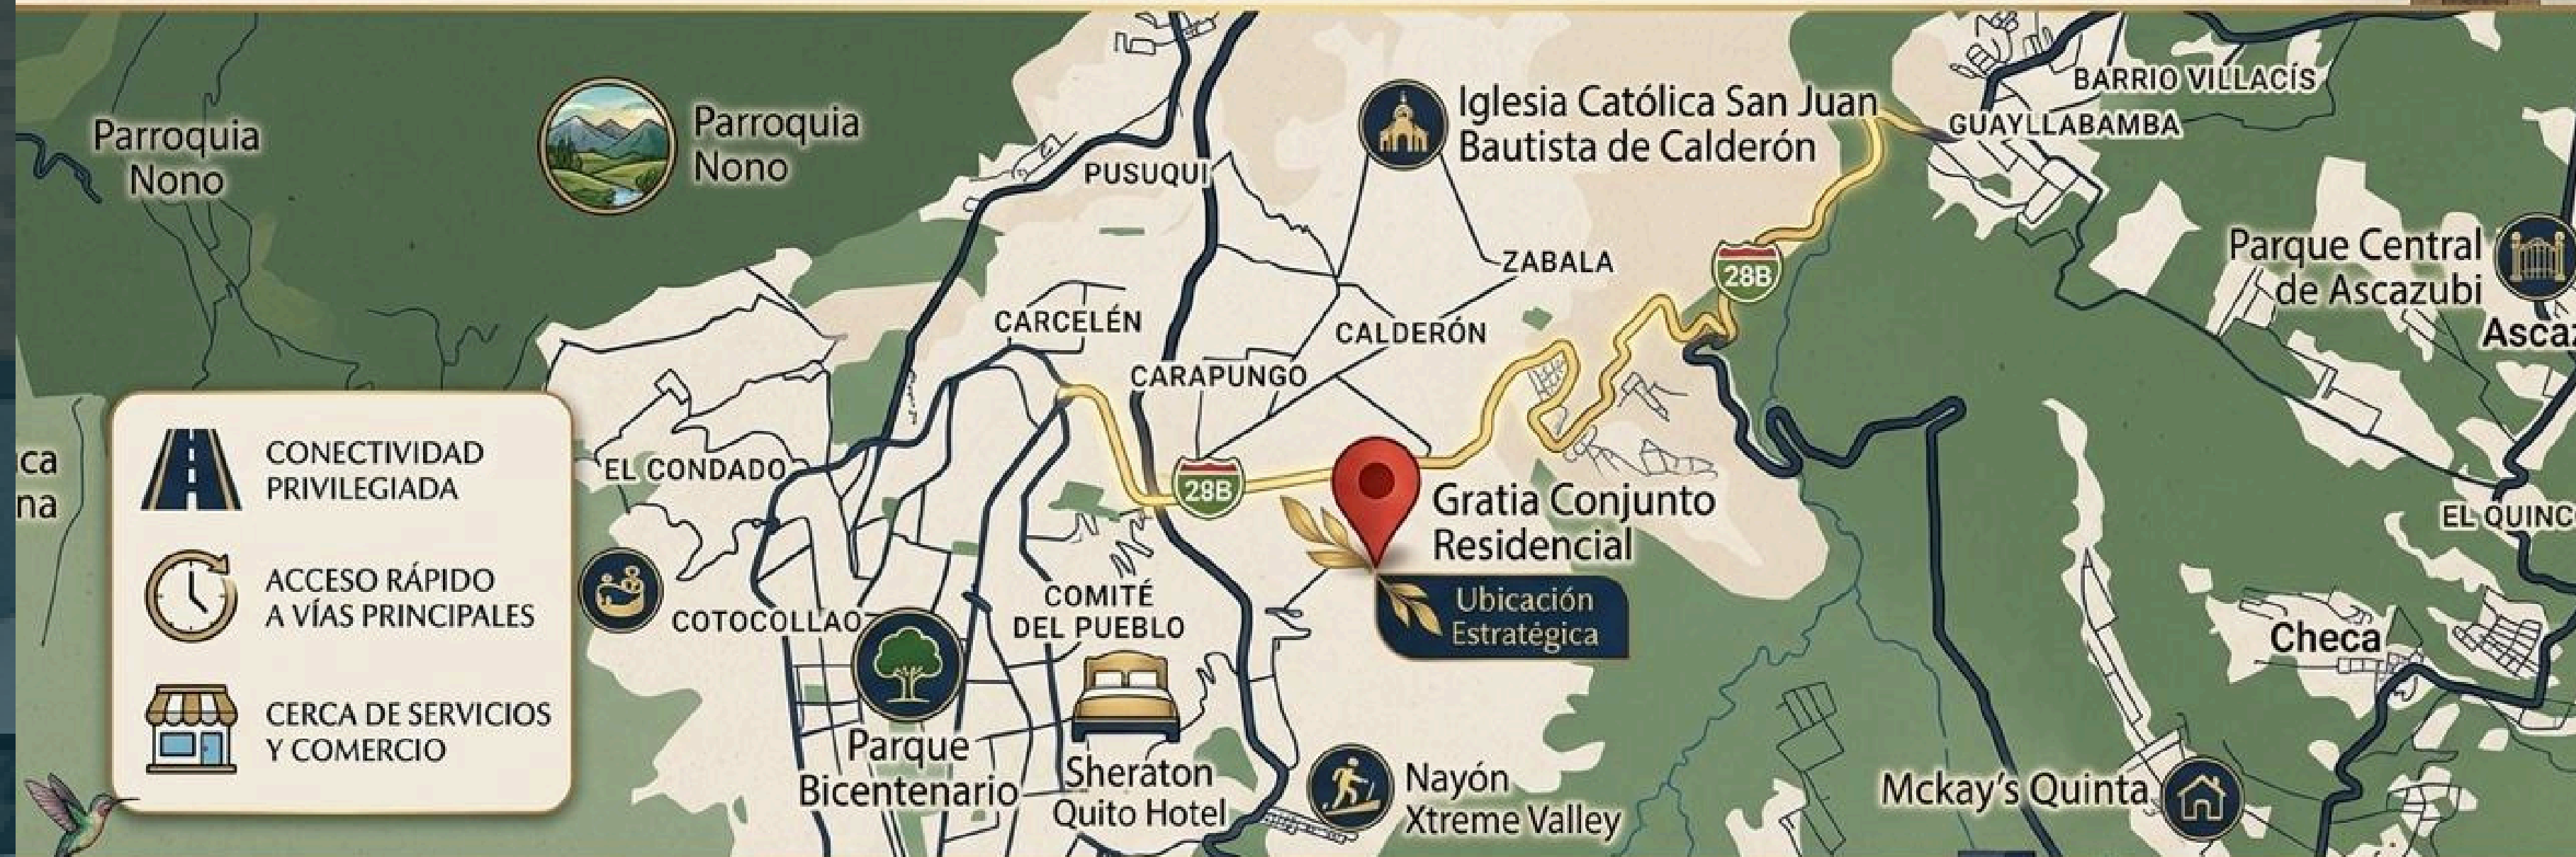 Parroquia
Nono
Parroquia
Nono
Iglesia Católica San Juan
Bautista de Calderón
BARRIO VILLACÍS
GUAYLLABAMBA
PUSUQUI
ZABALA
28B
Parque Central
de Ascazubi
Ascaz
CARCELÉN
CALDERÓN
CARAPUNGO
CONECTIVIDAD
PRIVILEGIADA
ca
na
EL CONDADO
28B
Gratia Conjunto
Residencial
Ubicación
Estratégica
EL QUINC
ACCESO RÁPIDO
A VÍAS PRINCIPALES
COTOCOLLAO
COMITÉ
DEL PUEBLO
Checa
CERCA DE SERVICIOS
Y COMERCIO
Parque
Bicentenario
Sheraton
Quito Hotel
Nayón
Xtreme Valley
Mckay's Quinta